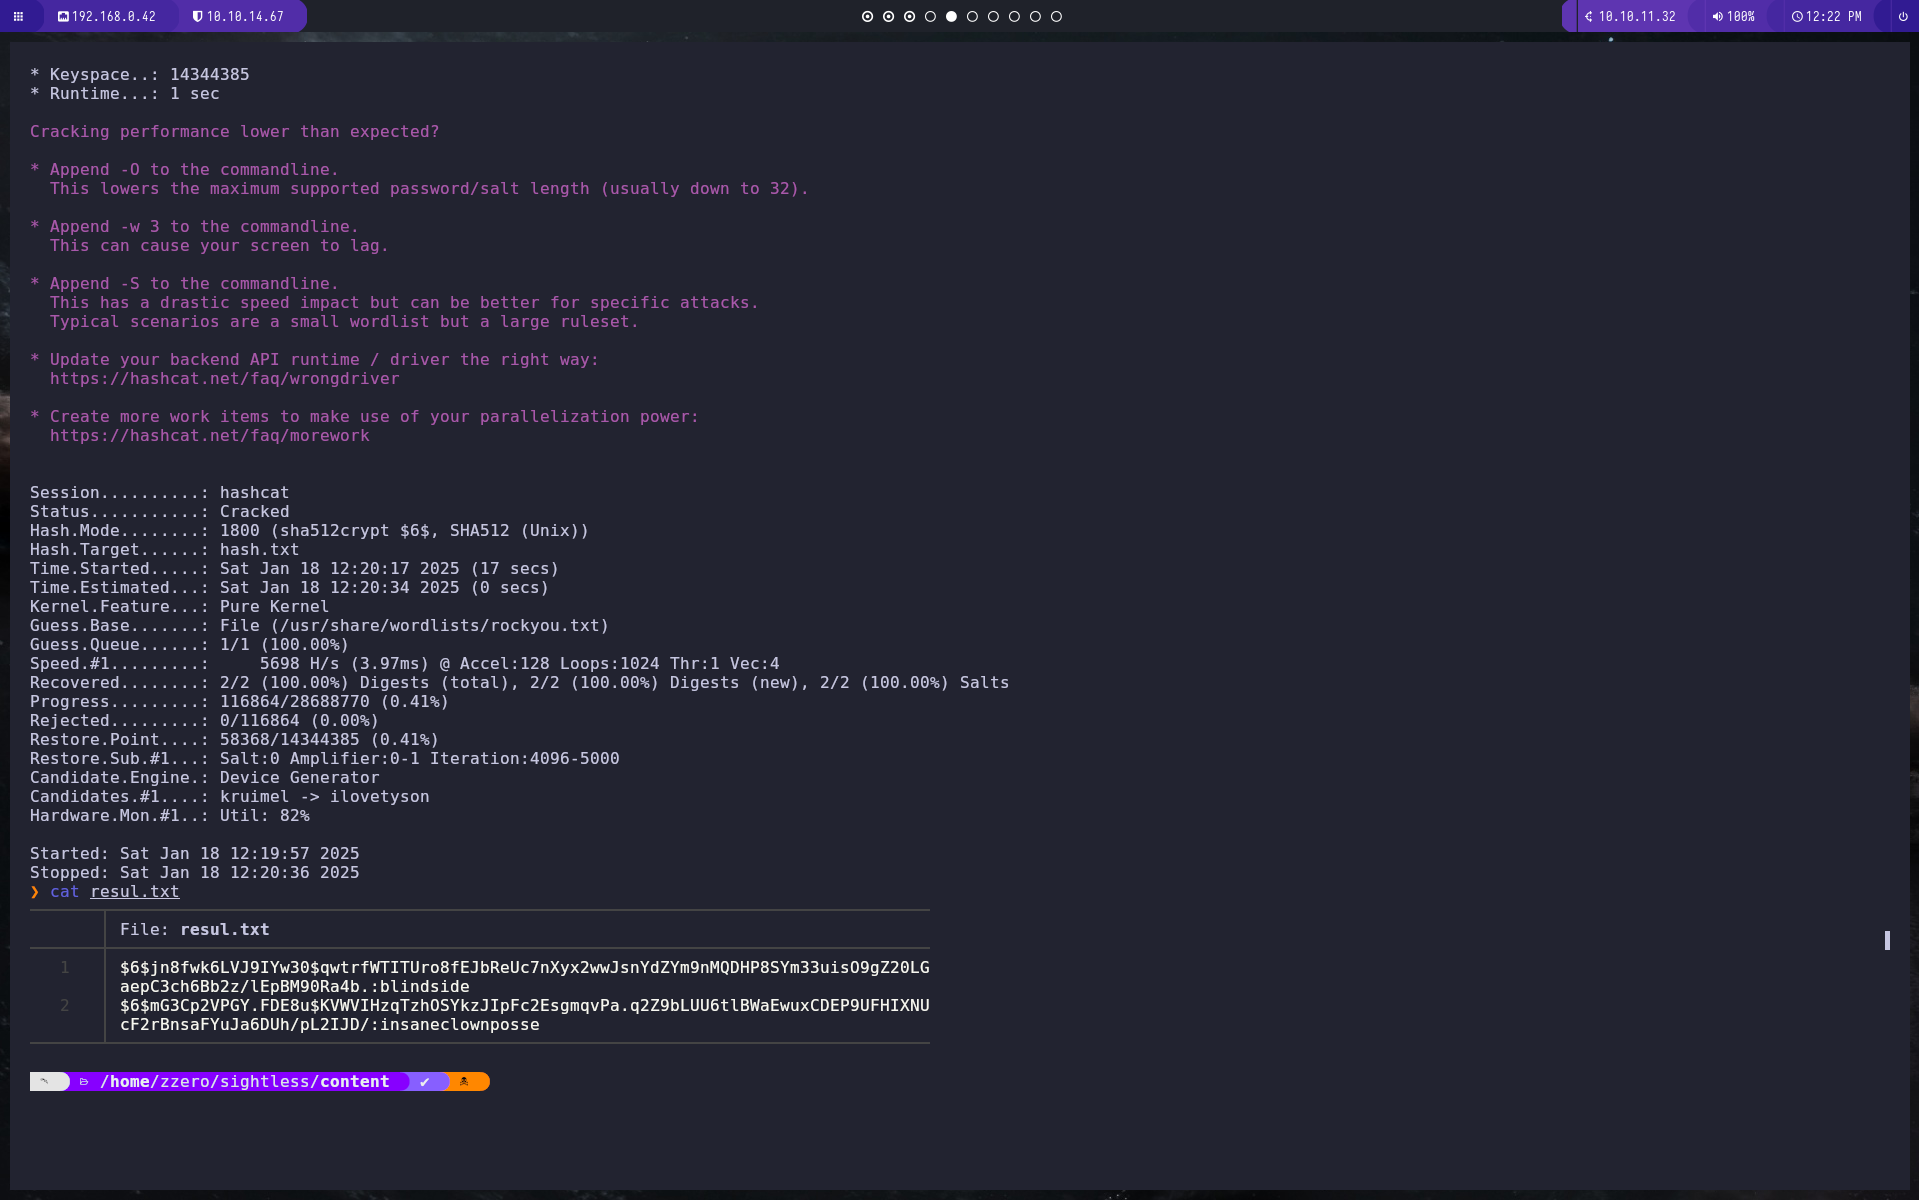 192.168.0.42 10.10.14.67 10.10.11.32 100% 12:22 PM
* Keyspace..: 14344385
* Runtime...: 1 sec
Cracking performance lower than expected?
* Append -O to the commandline.
This lowers the maximum supported password/salt length (usually down to 32).
* Append -w 3 to the commandline.
This can cause your screen to lag.
* Append -S to the commandline.
This has a drastic speed impact but can be better for specific attacks.
Typical scenarios are a small wordlist but a large ruleset.
* Update your backend API runtime / driver the right way:
https://hashcat.net/faq/wrongdriver
* Create more work items to make use of your parallelization power:
https://hashcat.net/faq/morework
Session..........: hashcat
Status...........: Cracked
Hash.Mode........: 1800 (sha512crypt $6$, SHA512 (Unix))
Hash.Target......: hash.txt
Time.Started.....: Sat Jan 18 12:20:17 2025 (17 secs)
Time.Estimated...: Sat Jan 18 12:20:34 2025 (0 secs)
Kernel.Feature...: Pure Kernel
Guess.Base.......: File (/usr/share/wordlists/rockyou.txt)
Guess.Queue......: 1/1 (100.00%)
Speed.#1.........:     5698 H/s (3.97ms) @ Accel:128 Loops:1024 Thr:1 Vec:4
Recovered........: 2/2 (100.00%) Digests (total), 2/2 (100.00%) Digests (new), 2/2 (100.00%) Salts
Progress.........: 116864/28688770 (0.41%)
Rejected.........: 0/116864 (0.00%)
Restore.Point....: 58368/14344385 (0.41%)
Restore.Sub.#1...: Salt:0 Amplifier:0-1 Iteration:4096-5000
Candidate.Engine.: Device Generator
Candidates.#1....: kruimel -> ilovetyson
Hardware.Mon.#1..: Util: 82%
Started: Sat Jan 18 12:19:57 2025
Stopped: Sat Jan 18 12:20:36 2025
❯ cat resul.txt
File: resul.txt
1 $6$jn8fwk6LVJ9IYw30$qwtrfWTITUro8fEJbReUc7nXyx2wwJsnYdZYm9nMQDHP8SYm33uisO9gZ20LG
aepC3ch6Bb2z/lEpBM90Ra4b.:blindside
2 $6$mG3Cp2VPGY.FDE8u$KVWVIHzqTzhOSYkzJIpFc2EsgmqvPa.q2Z9bLUU6tlBWaEwuxCDEP9UFHIXNU
cF2rBnsaFYuJa6DUh/pL2IJD/:insaneclownposse
/home/zzero/sightless/content ✔